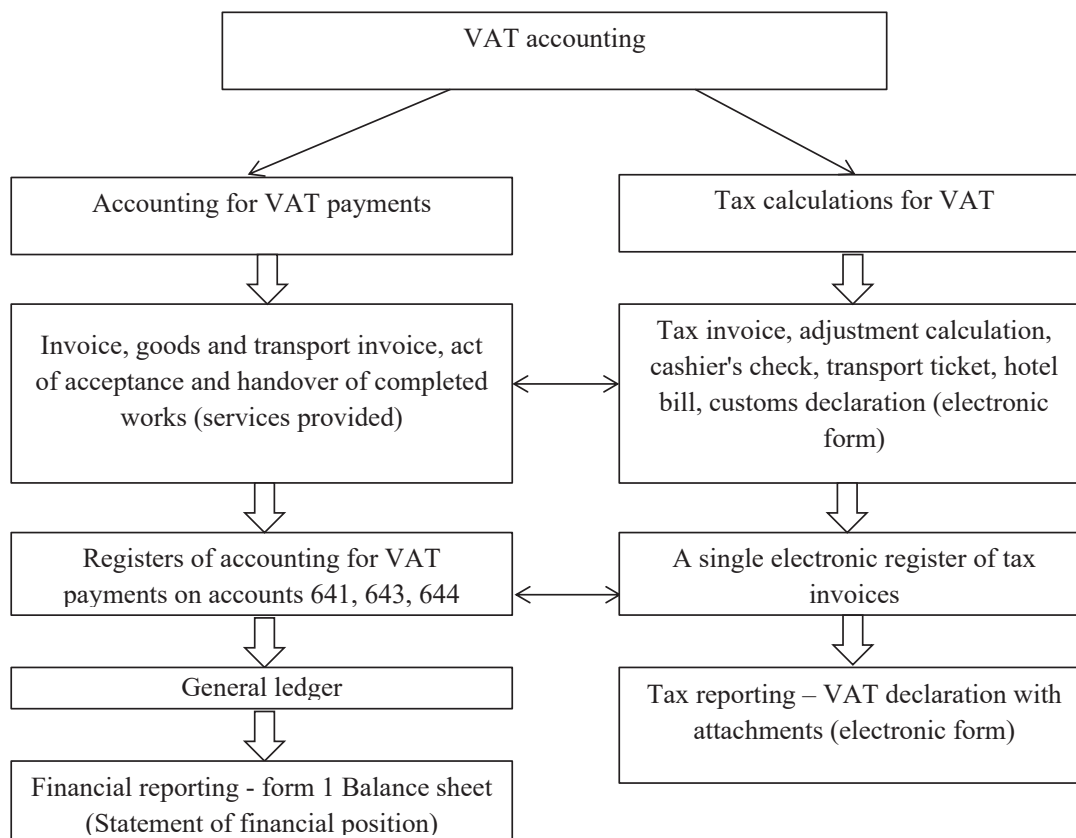 VAT accounting
Accounting for VAT payments
Tax calculations for VAT
Invoice, goods and transport invoice, act
of acceptance and handover of completed
works (services provided)
Tax invoice, adjustment calculation,
cashier's check, transport ticket, hotel
bill, customs declaration (electronic
form)
Registers of accounting for VAT
payments on accounts 641, 643, 644
A single electronic register of tax
invoices
General ledger
Tax reporting – VAT declaration with
attachments (electronic form)
Financial reporting - form 1 Balance sheet
(Statement of financial position)